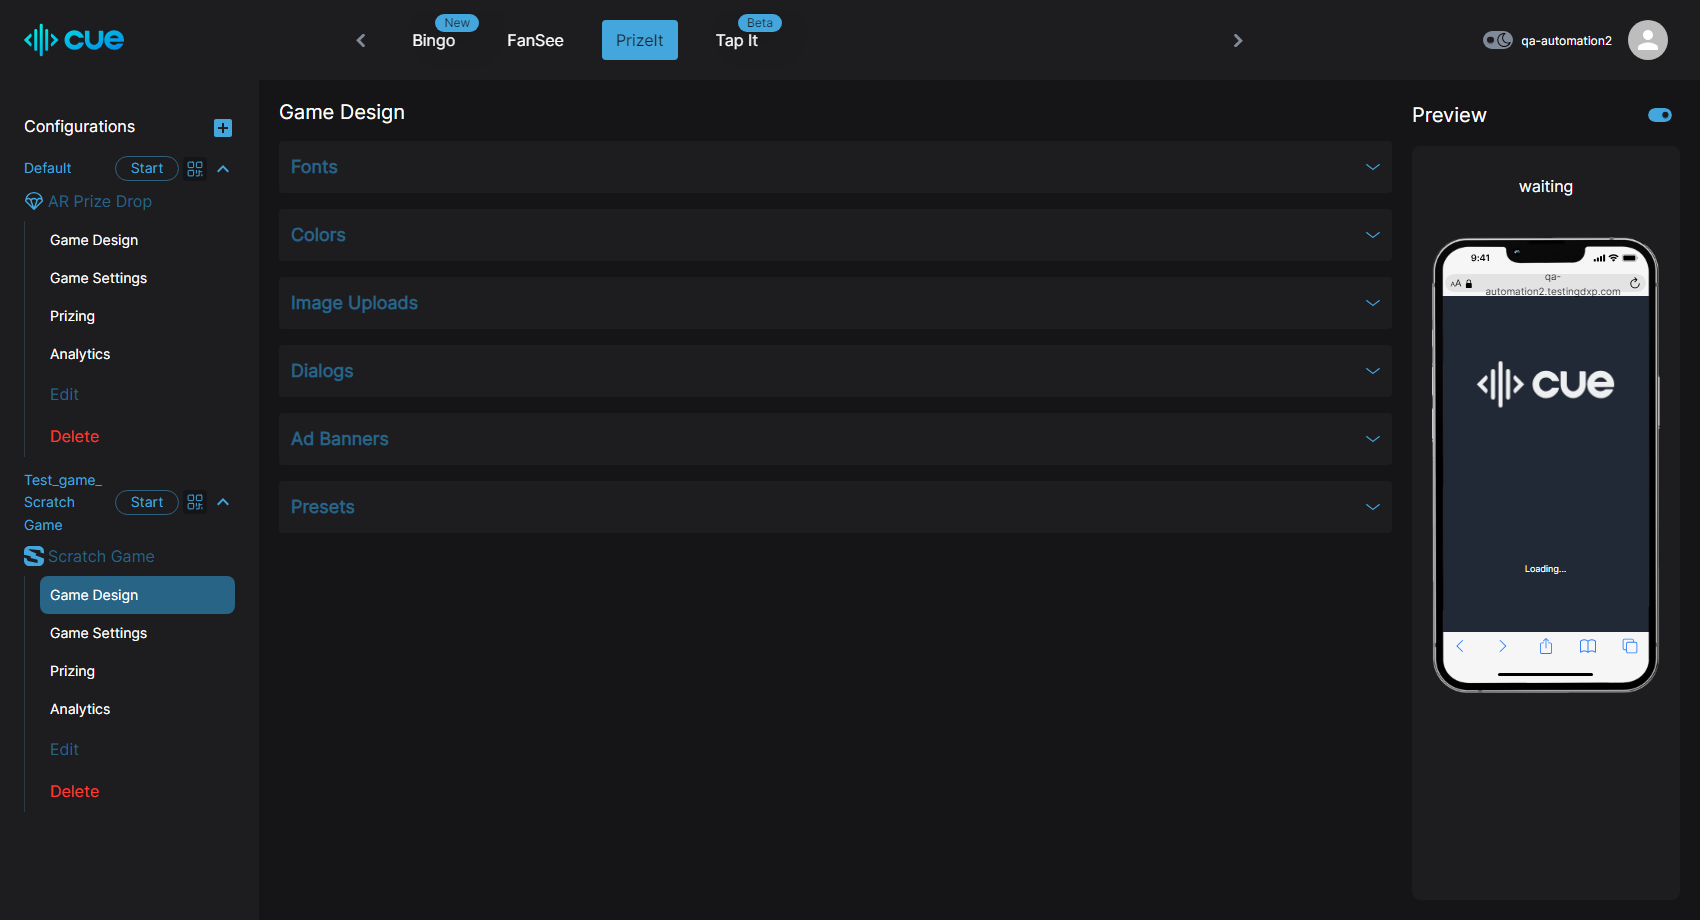 cue
Bingo
New
FanSee
PrizeIt
Tap It
Beta
qa-automation2
Configurations
Default
Start
AR Prize Drop
Game Design
Game Settings
Prizing
Analytics
Edit
Delete
Test_game_
Scratch
Game
Start
Scratch Game
Game Design
Game Settings
Prizing
Analytics
Edit
Delete
Game Design
Fonts
Colors
Image Uploads
Dialogs
Ad Banners
Presets
Preview
waiting
9:41
AA
qa-
automation2.testingdxp.com
cue
Loading...